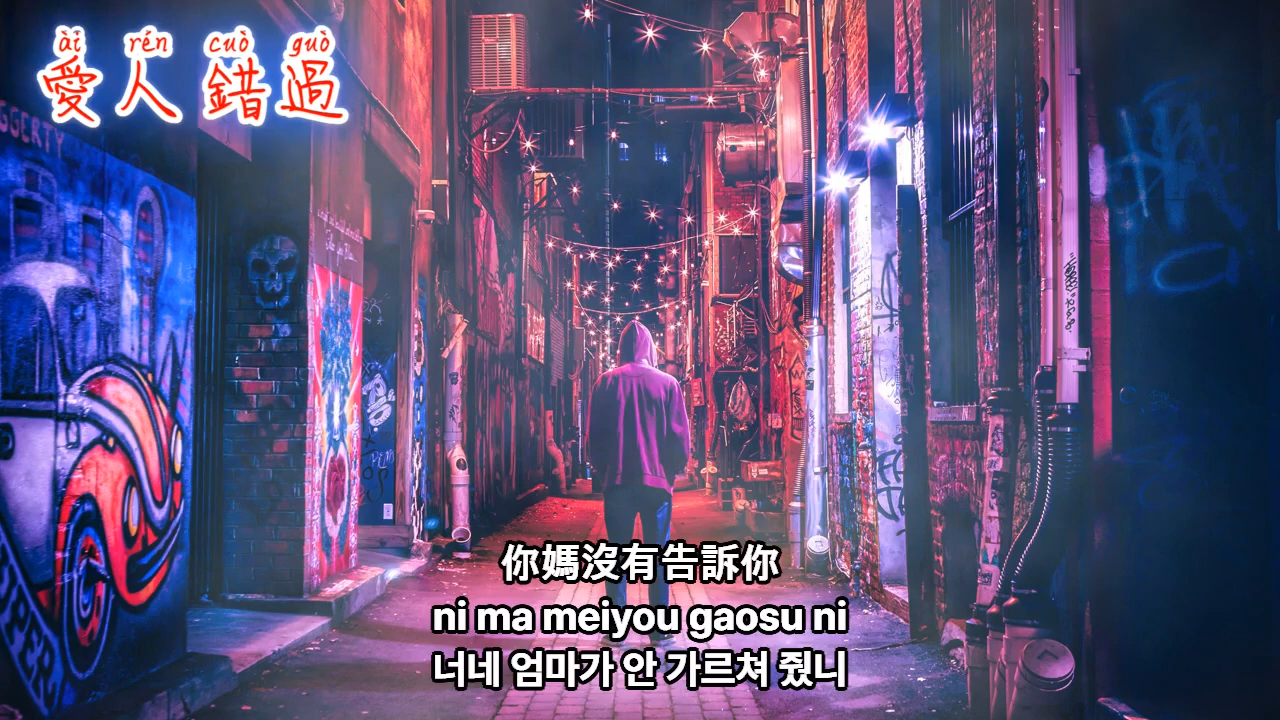 ài rén cuò guò
愛人錯過
GGERTY
你媽沒有告訴你
ni ma meiyou gaosu ni
너네 엄마가 안 가르쳐 줬니